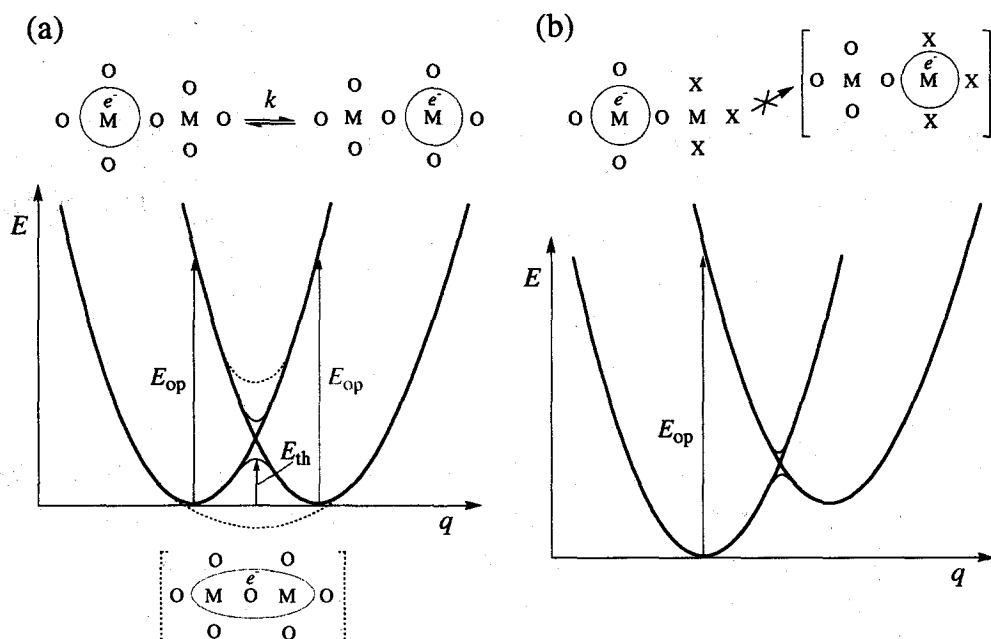 (a)
O O
O e⁻ M O M O k O M O e⁻ M O
O O O O
E
E_op
E_op
E_th
q
O e⁻ O
O M O M O
O O
(b)
O X O X
O e⁻ M O M X O M O e⁻ M X
O X O X
E
E_op
q